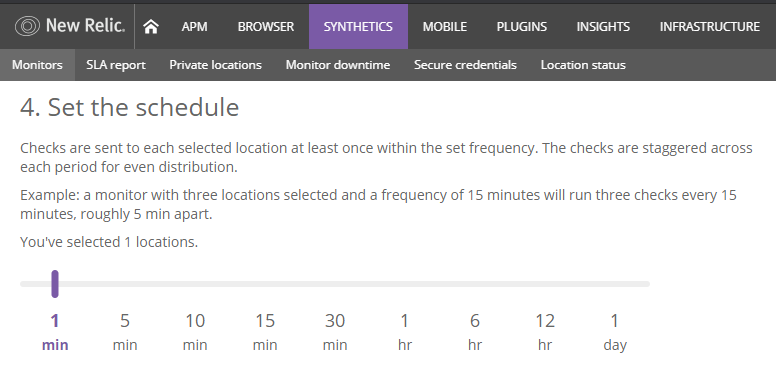 New Relic. APM BROWSER SYNTHETICS MOBILE PLUGINS INSIGHTS INFRASTRUCTURE
Monitors SLA report Private locations Monitor downtime Secure credentials Location status
4. Set the schedule
Checks are sent to each selected location at least once within the set frequency. The checks are staggered across
each period for even distribution.
Example: a monitor with three locations selected and a frequency of 15 minutes will run three checks every 15
minutes, roughly 5 min apart.
You've selected 1 locations.
1 5 10 15 30 1 6 12 1
min min min min min hr hr hr day